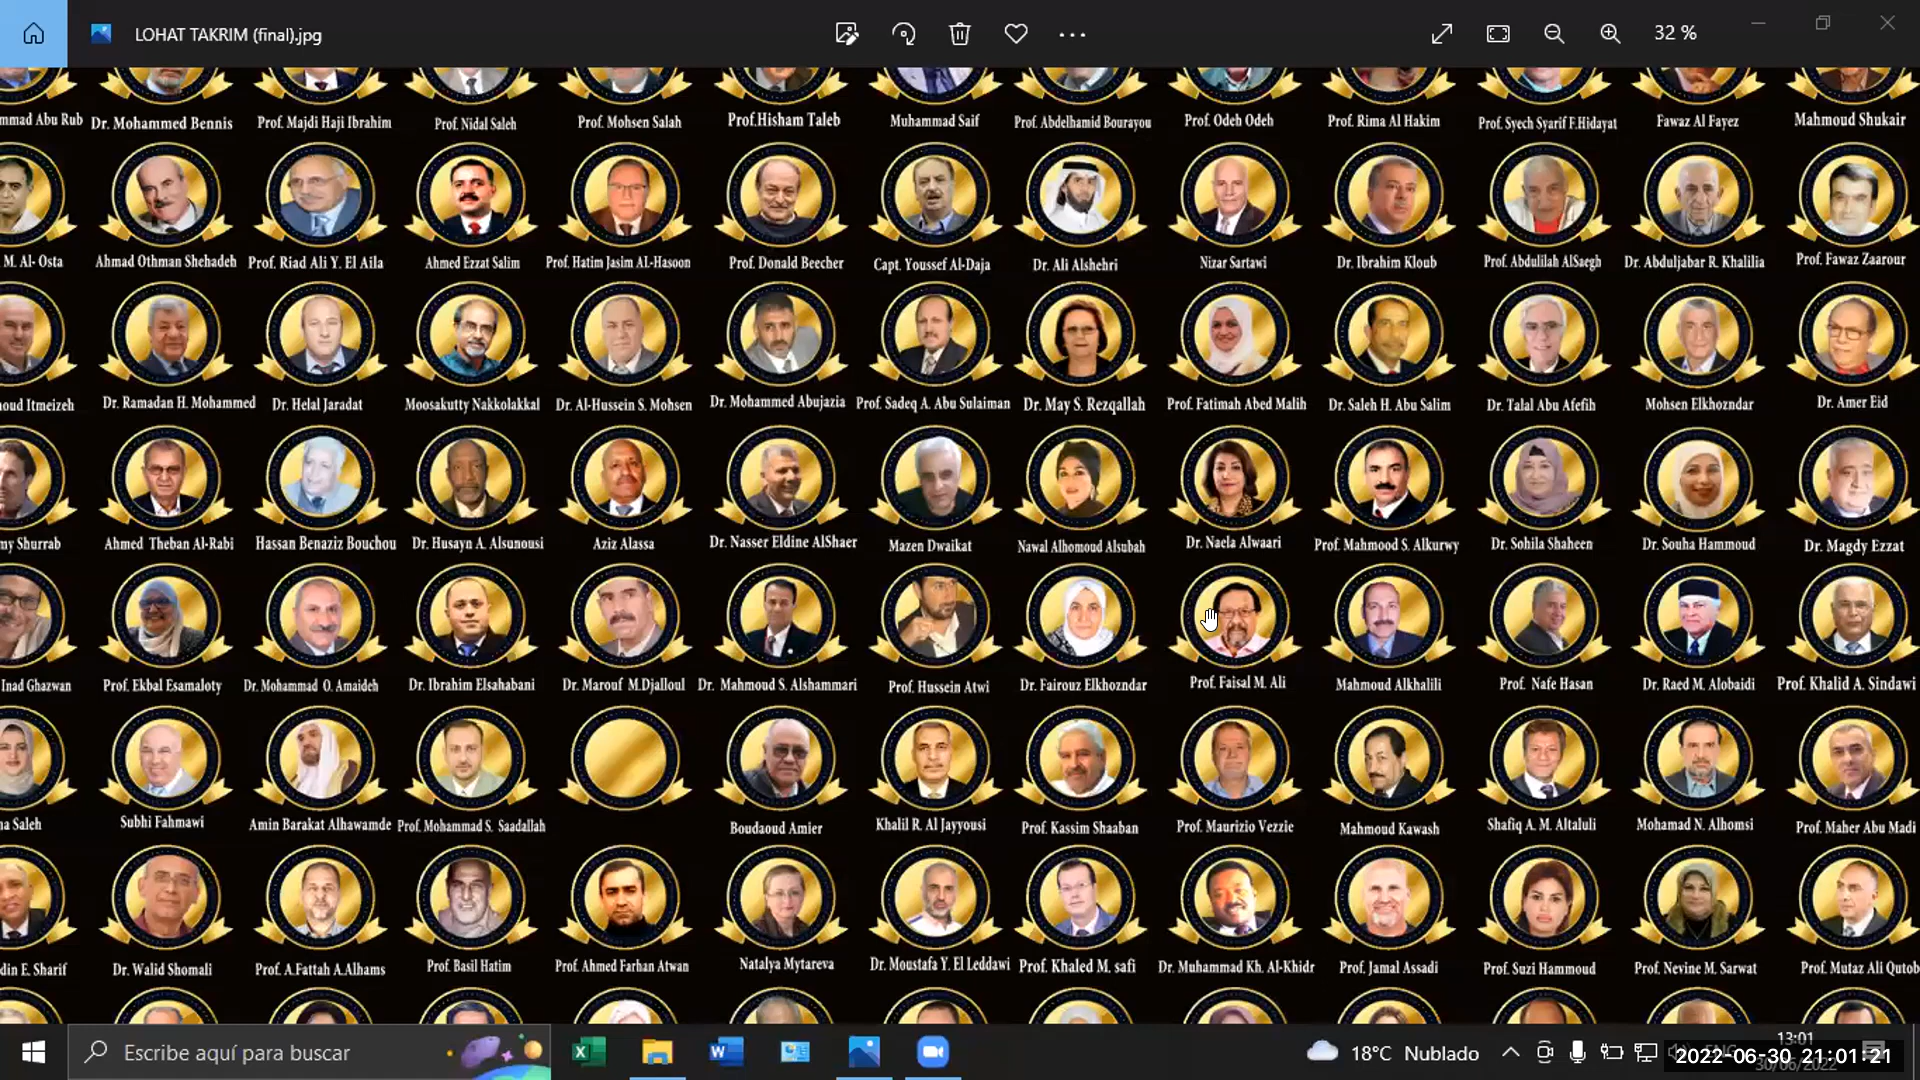 LOHAT TAKRIM (final).jpg
32 %
mmad Abu Rub Dr. Mohammed Bennis Prof. Majdi Haji Ibrahim Prof. Nidal Saleh Prof. Mohsen Salah Prof.Hisham Taleb Muhammad Saif Prof. Abdelhamid Bourayou Prof. Odeh Odeh Prof. Rima Al Hakim Prof. Syech Syarif F.Hidayat Fawaz Al Fayez Mahmoud Shukair
M. Al- Osta Ahmad Othman Shehadeh Prof. Riad Ali Y. El Aila Ahmed Ezzat Salim Prof. Hatim Jasim AL-Hasoon Prof. Donald Beecher Capt. Youssef Al-Daja Dr. Ali Alshehri Nizar Sartawi Dr. Ibrahim Kloub Prof. Abdulilah AlSaegh Dr. Abduljabar R. Khalilia Prof. Fawaz Zaarour
oud Itmeizeh Dr. Ramadan H. Mohammed Dr. Helal Jaradat Moosakutty Nakkolakkal Dr. Al-Hussein S. Mohsen Dr. Mohammed Abujazia Prof. Sadeq A. Abu Sulaiman Dr. May S. Rezqallah Prof. Fatimah Abed Malih Dr. Saleh H. Abu Salim Dr. Talal Abu Afefih Mohsen Elkhozndar Dr. Amer Eid
my Shurrab Ahmed Theban Al-Rabi Hassan Benaziz Bouchou Dr. Husayn A. Alsunousi Aziz Alassa Dr. Nasser Eldine AlShaer Mazen Dwaikat Nawal Alhomoud Alsubah Dr. Naela Alwaari Prof. Mahmood S. Alkurwy Dr. Sohila Shaheen Dr. Souha Hammoud Dr. Magdy Ezzat
Inad Ghazwan Prof. Ekbal Esamaloty Dr. Mohammad O. Amaideh Dr. Ibrahim Elsahabani Dr. Marouf M.Djalloul Dr. Mahmoud S. Alshammari Prof. Hussein Atwi Dr. Fairouz Elkhozndar Prof. Faisal M. Ali Mahmoud Alkhalili Prof. Nafe Hasan Dr. Raed M. Alobaidi Prof. Khalid A. Sindawi
na Saleh Subhi Fahmawi Amin Barakat Alhawamde Prof. Mohammad S. Saadallah Boudaoud Amier Khalil R. Al Jayyousi Prof. Kassim Shaaban Prof. Maurizio Vezzie Mahmoud Kawash Shafiq A. M. Altaluli Mohamad N. Alhomsi Prof. Maher Abu Madi
din E. Sharif Dr. Walid Shomali Prof. A.Fattah A.Alhams Prof. Basil Hatim Prof. Ahmed Farhan Atwan Natalya Mytareva Dr. Moustafa Y. El Leddawi Prof. Khaled M. safi Dr. Muhammad Kh. Al-Khidr Prof. Jamal Assadi Prof. Suzi Hammoud Prof. Nevine M. Sarwat Prof. Mutaz Ali Qutob
Escribe aquí para buscar
18°C Nublado
13:01
30/06/2022
2022-06-30 21:01:21